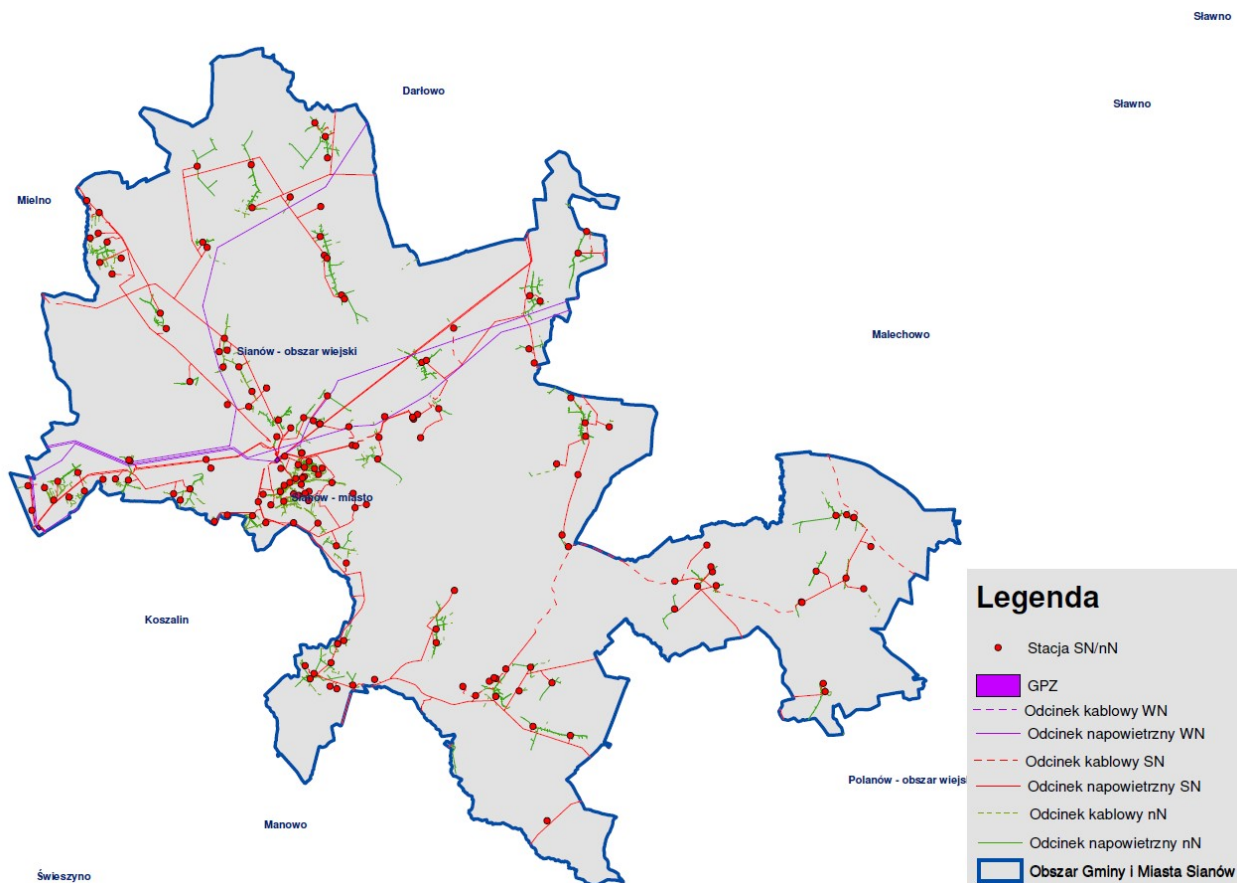 Sławno
Darłowo
Sławno
Mielno
Malechowo
Sianów - obszar wiejski
Sianów - miasto
Koszalin
Polanów - obszar wiejs
Manowo
Świeszyno
Legenda
Stacja SN/nN
GPZ
Odcinek kablowy WN
Odcinek napowietrzny WN
Odcinek kablowy SN
Odcinek napowietrzny SN
Odcinek kablowy nN
Odcinek napowietrzny nN
Obszar Gminy i Miasta Sianów